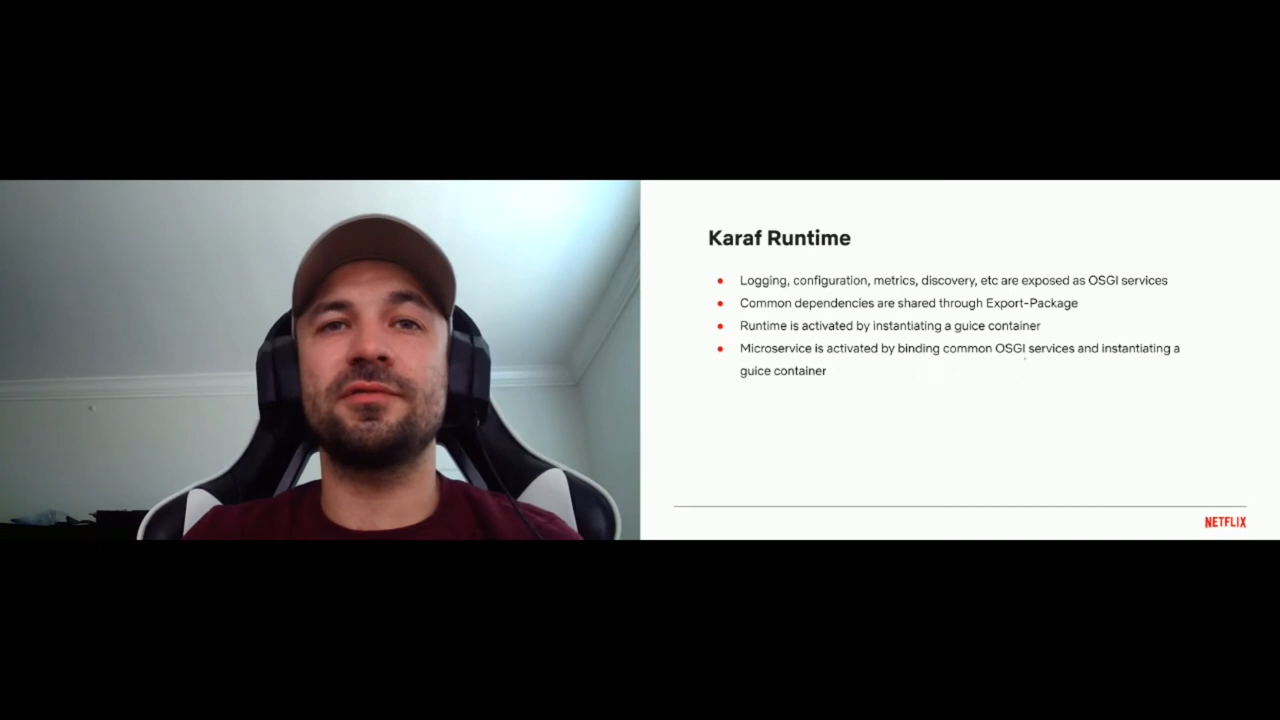 Karaf Runtime
Logging, configuration, metrics, discovery, etc are exposed as OSGI services
Common dependencies are shared through Export-Package
Runtime is activated by instantiating a guice container
Microservice is activated by binding common OSGI services and instantiating a
guice container
NETFLIX